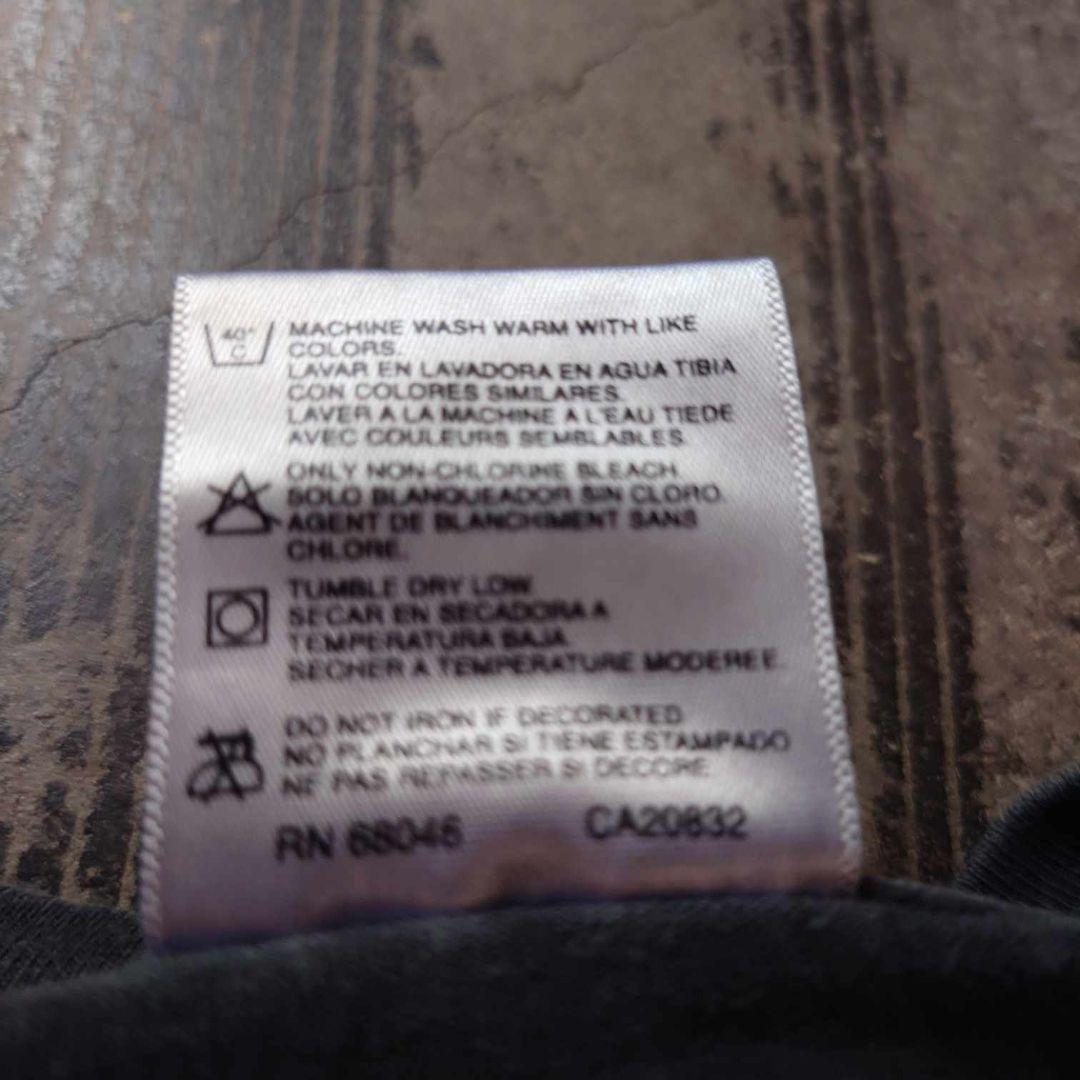 40°
C
MACHINE WASH WARM WITH LIKE
COLORS.
LAVAR EN LAVADORA EN AGUA TIBIA
CON COLORES SIMILARES.
LAVER A LA MACHINE A L'EAU TIEDE
AVEC COULEURS SEMBLABLES.
ONLY NON-CHLORINE BLEACH
SOLO BLANQUEADOR SIN CLORO.
AGENT DE BLANCHIMENT SANS
CHLORE.
TUMBLE DRY LOW
SECAR EN SECADORA A
TEMPERATURA BAJA
SECHER A TEMPERATURE MODEREE.
DO NOT IRON IF DECORATED
NO PLANCHAR SI TIENE ESTAMPADO
NE PAS REPASSER SI DECORE
RN 68046 CA20832